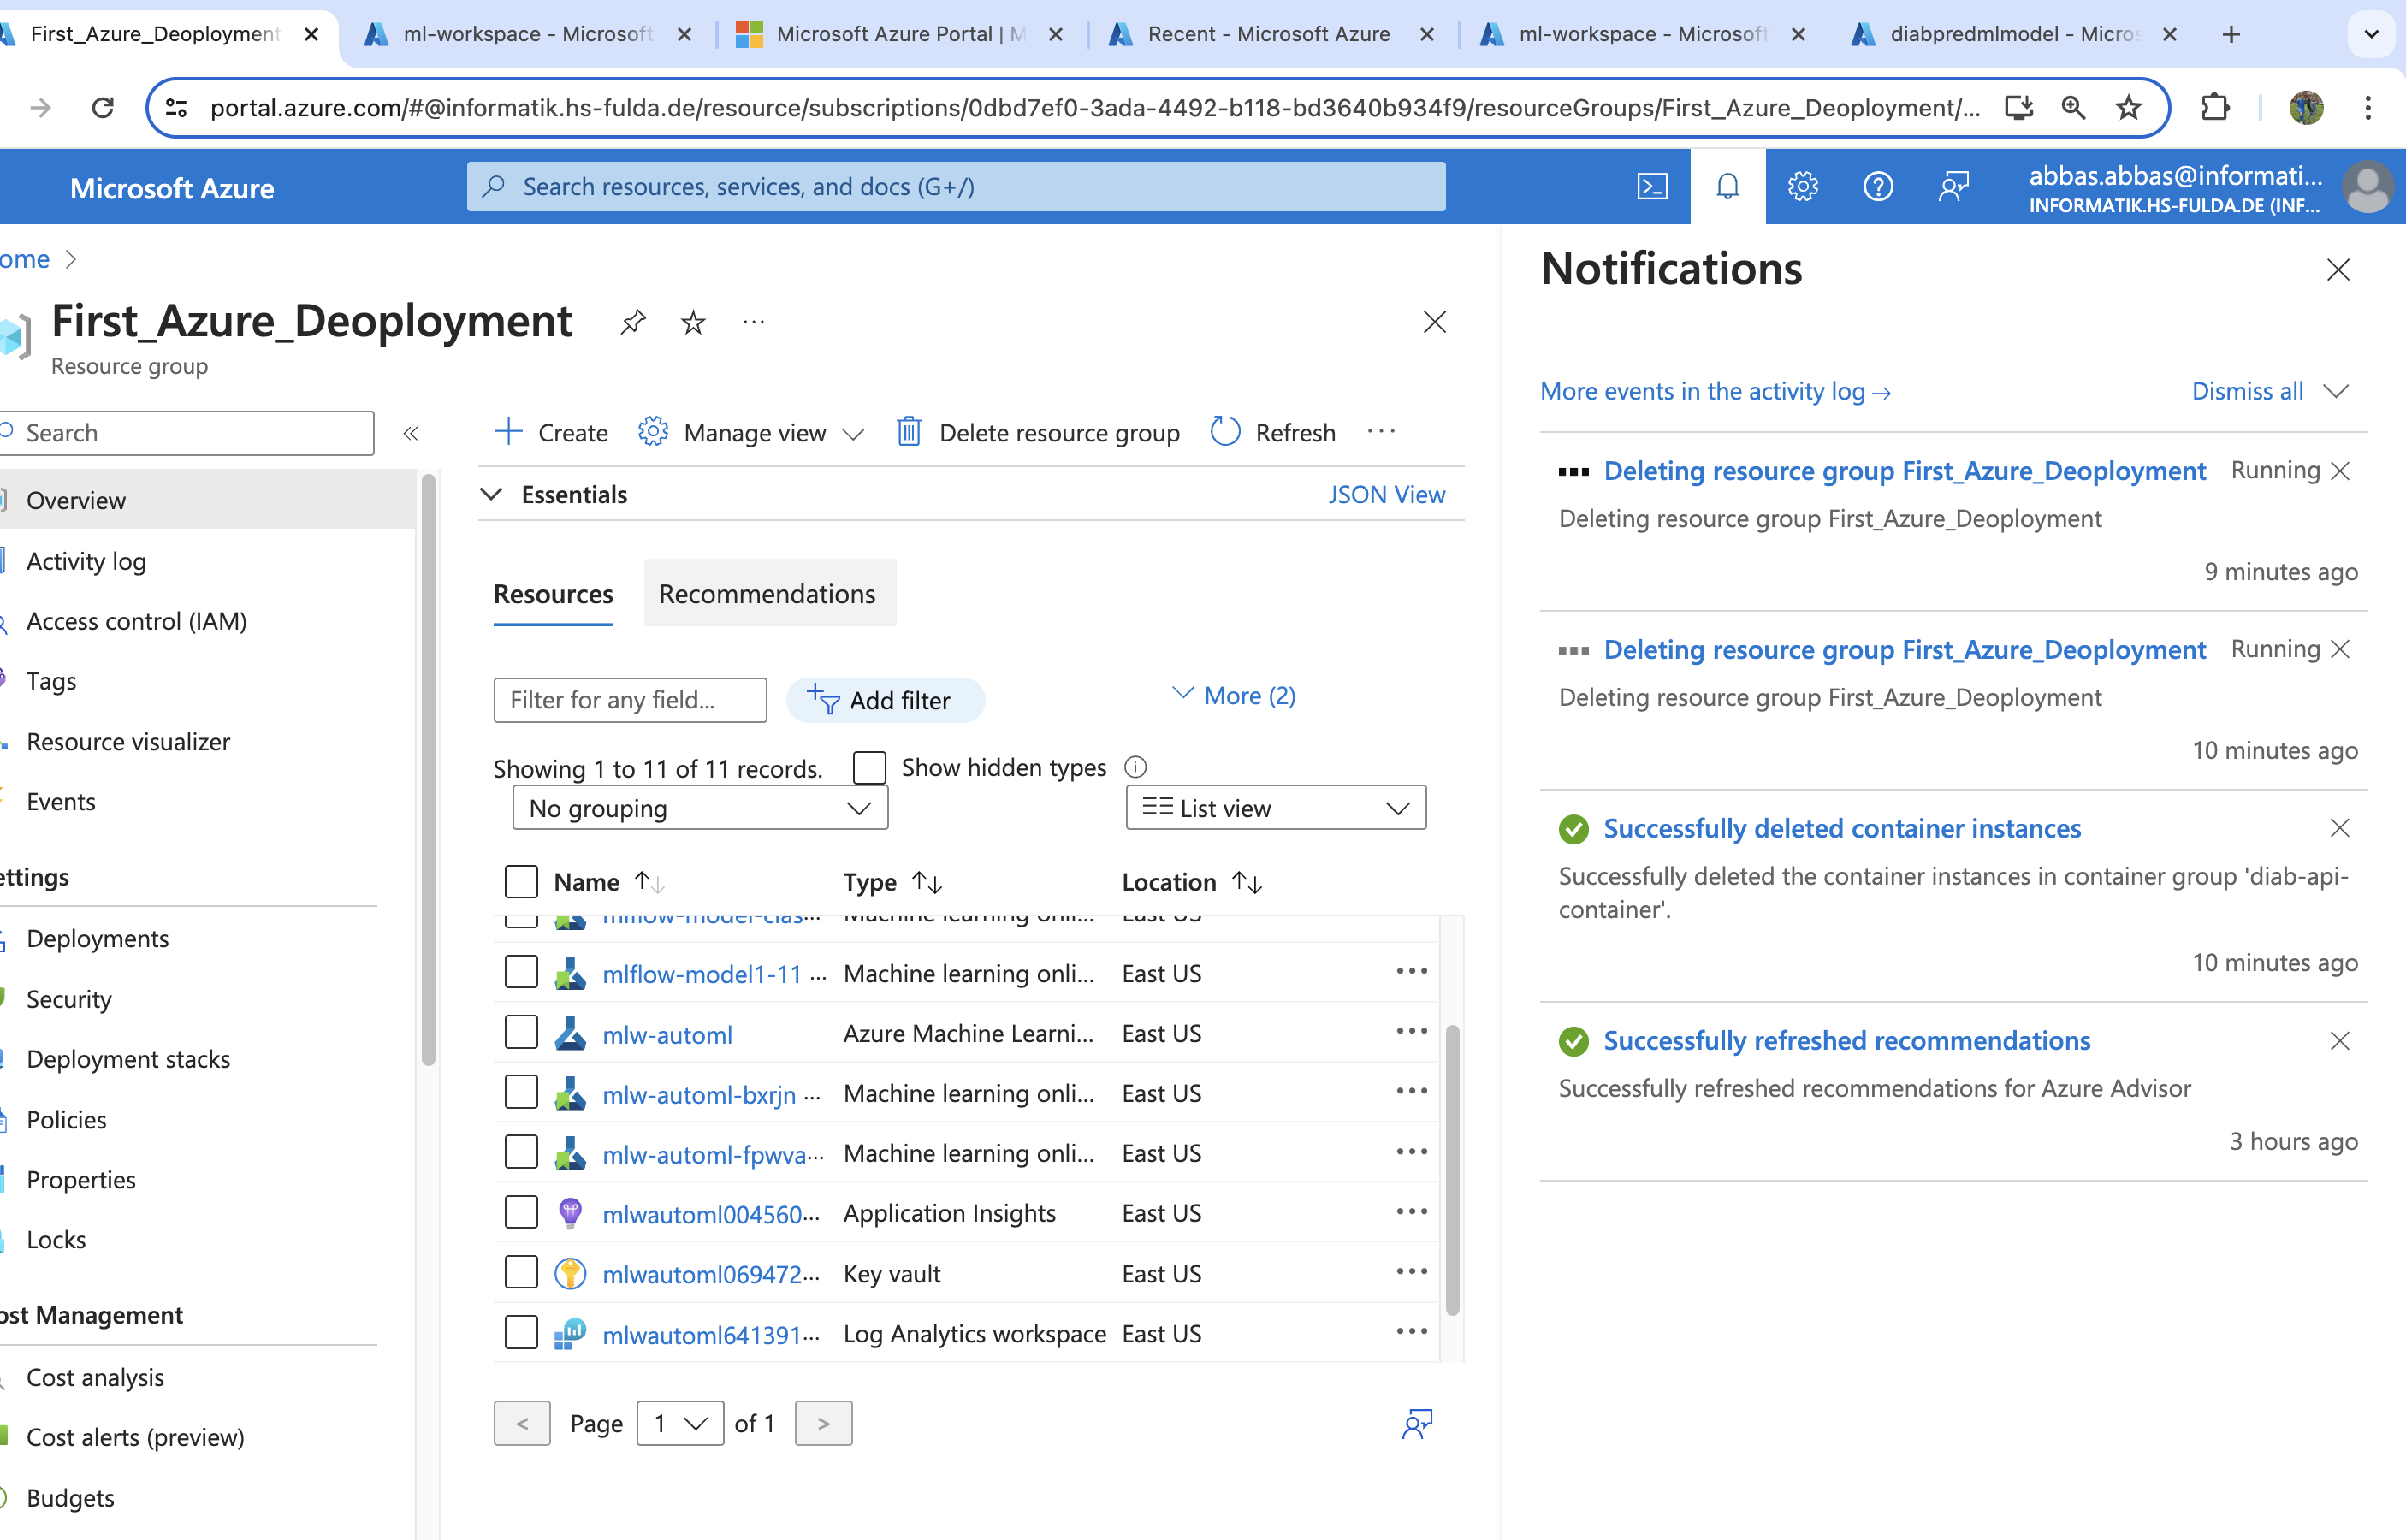 First_Azure_Deoployment
ml-workspace - Microsoft
Microsoft Azure Portal | M
Recent - Microsoft Azure
ml-workspace - Microsoft
diabpredmlmodel - Micros
portal.azure.com/#@informatik.hs-fulda.de/resource/subscriptions/0dbd7ef0-3ada-4492-b118-bd3640b934f9/resourceGroups/First_Azure_Deoployment/...
Microsoft Azure
Search resources, services, and docs (G+/)
abbas.abbas@informati...
INFORMATIK.HS-FULDA.DE (INF...
ome >
First_Azure_Deoployment
Resource group
Search
Overview
Activity log
Access control (IAM)
Tags
Resource visualizer
Events
ettings
Deployments
Security
Deployment stacks
Policies
Properties
Locks
ost Management
Cost analysis
Cost alerts (preview)
Budgets
Create
Manage view
Delete resource group
Refresh
Essentials
JSON View
Resources
Recommendations
Filter for any field...
Add filter
More (2)
Showing 1 to 11 of 11 records.
Show hidden types
No grouping
List view
Name
Type
Location
mlflow-model-clas... Machine learning onli... East US
mlflow-model1-11 ... Machine learning onli... East US
mlw-automl Azure Machine Learni... East US
mlw-automl-bxrjn ... Machine learning onli... East US
mlw-automl-fpwva... Machine learning onli... East US
mlwautoml004560... Application Insights East US
mlwautoml069472... Key vault East US
mlwautoml641391... Log Analytics workspace East US
< Page 1 of 1 >
Notifications
More events in the activity log →
Dismiss all
Deleting resource group First_Azure_Deoployment Running
Deleting resource group First_Azure_Deoployment
9 minutes ago
Deleting resource group First_Azure_Deoployment Running
Deleting resource group First_Azure_Deoployment
10 minutes ago
Successfully deleted container instances
Successfully deleted the container instances in container group 'diab-api-
container'.
10 minutes ago
Successfully refreshed recommendations
Successfully refreshed recommendations for Azure Advisor
3 hours ago